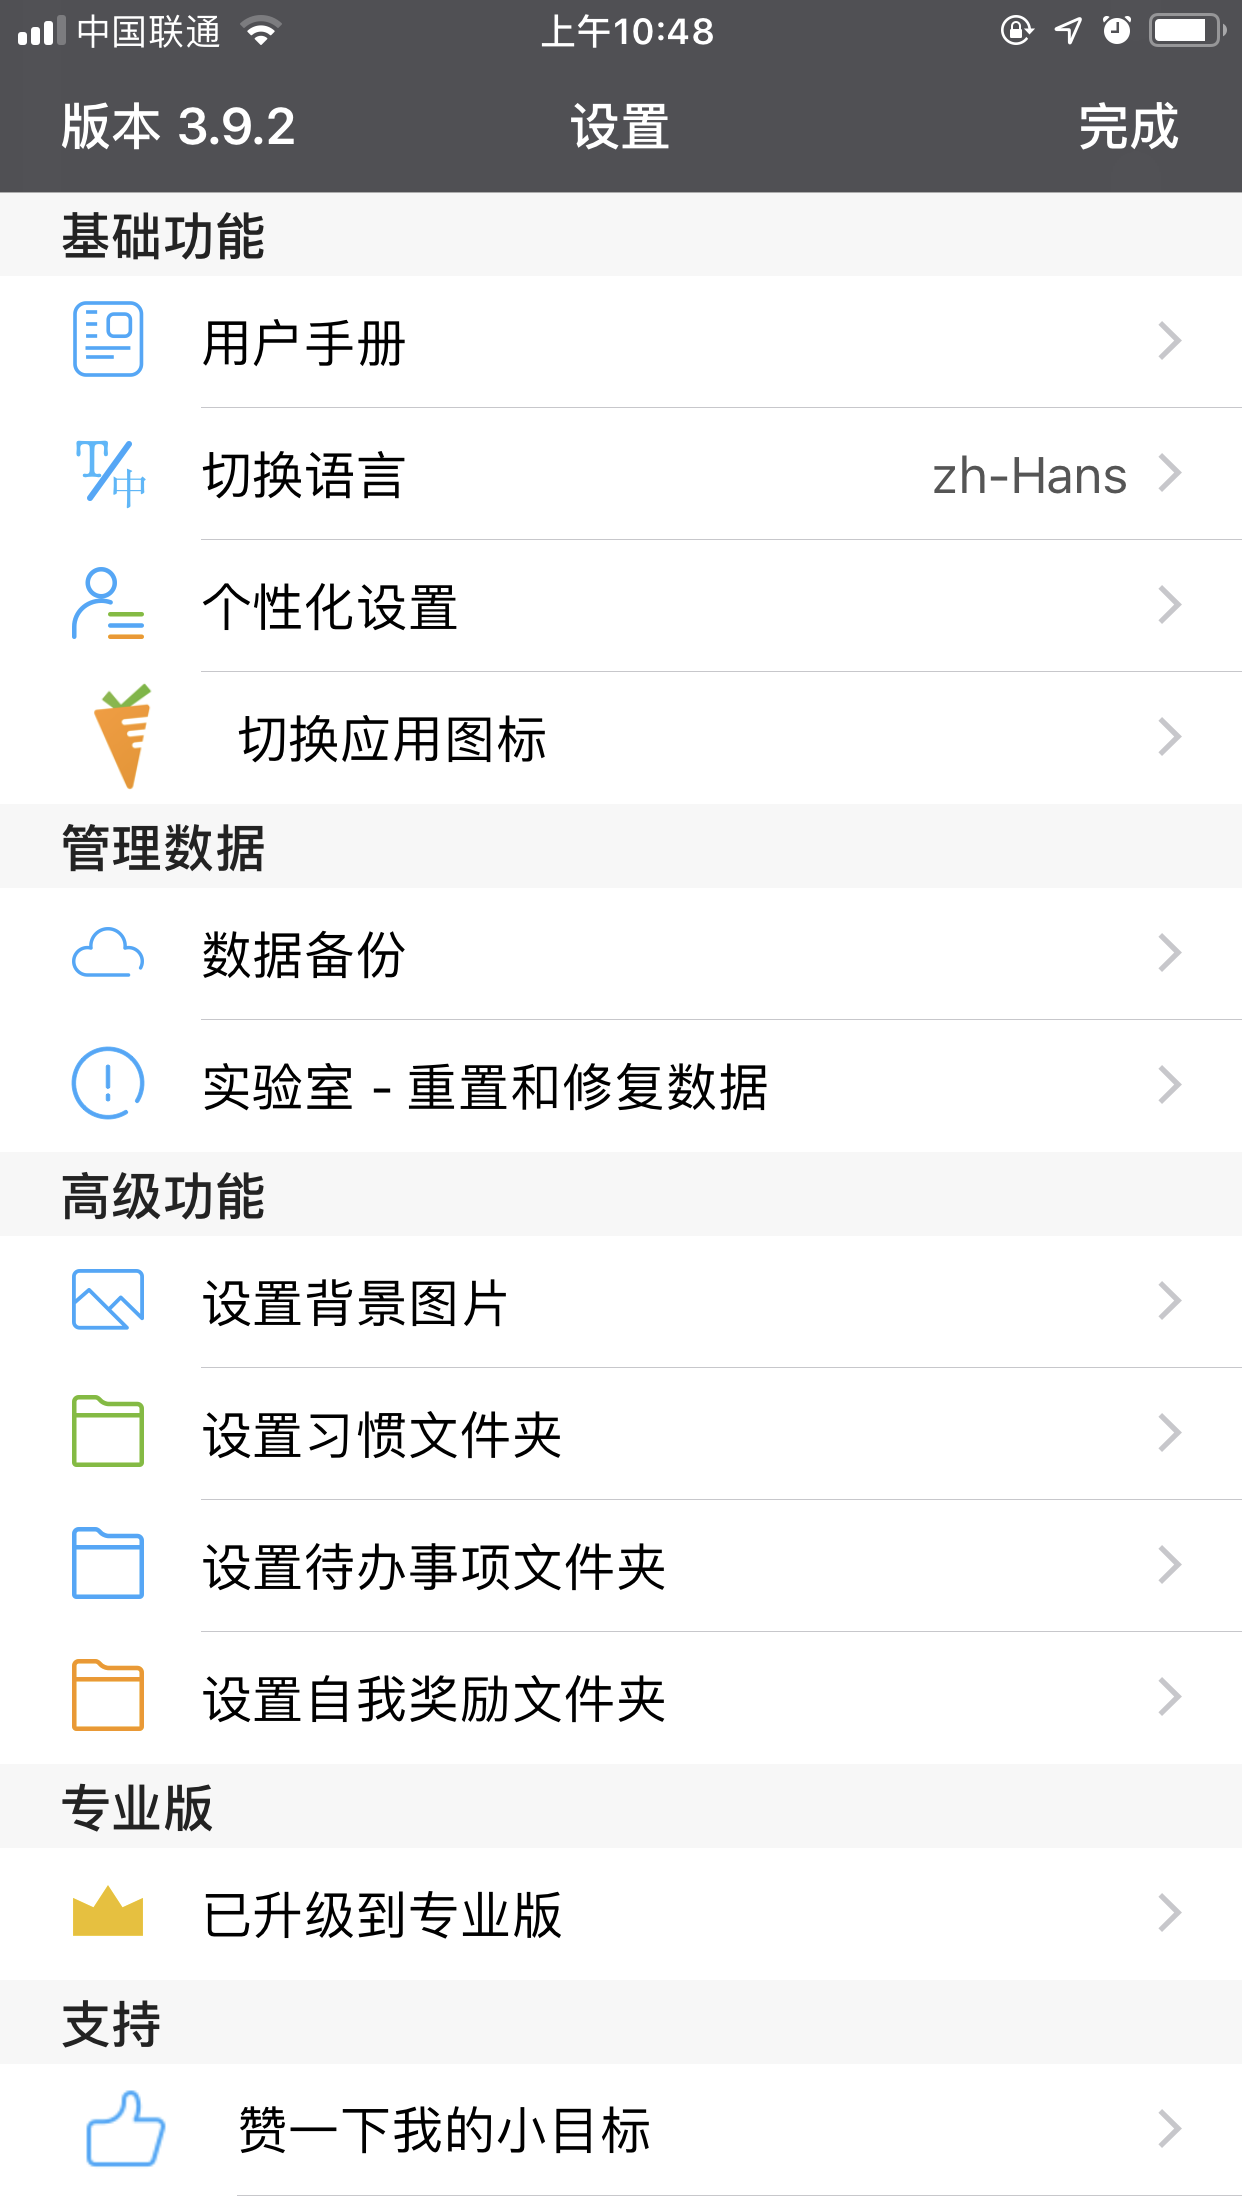 中国联通 上午10:48
版本 3.9.2 设置 完成
基础功能
用户手册
切换语言 zh-Hans
个性化设置
切换应用图标
管理数据
数据备份
实验室 - 重置和修复数据
高级功能
设置背景图片
设置习惯文件夹
设置待办事项文件夹
设置自我奖励文件夹
专业版
已升级到专业版
支持
赞一下我的小目标